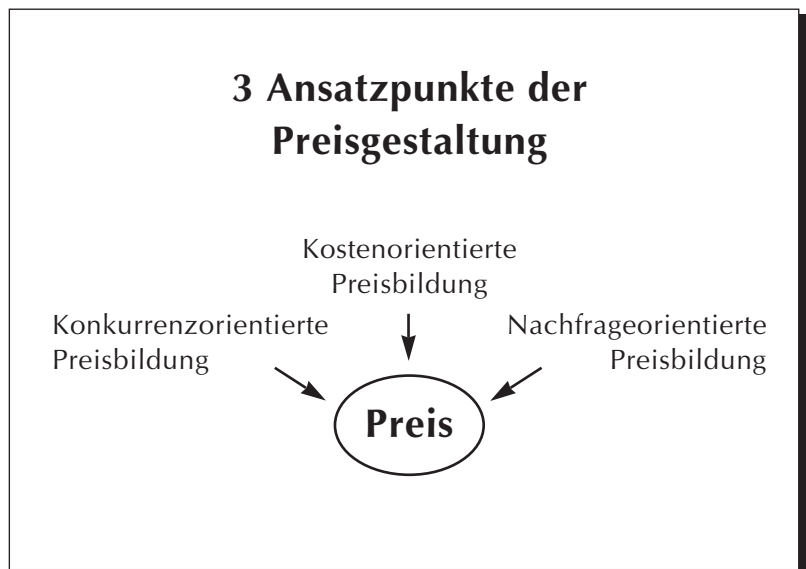 3 Ansatzpunkte der
Preisgestaltung
Kostenorientierte
Preisbildung
Konkurrenzorientierte
Preisbildung
Nachfrageorientierte
Preisbildung
Preis